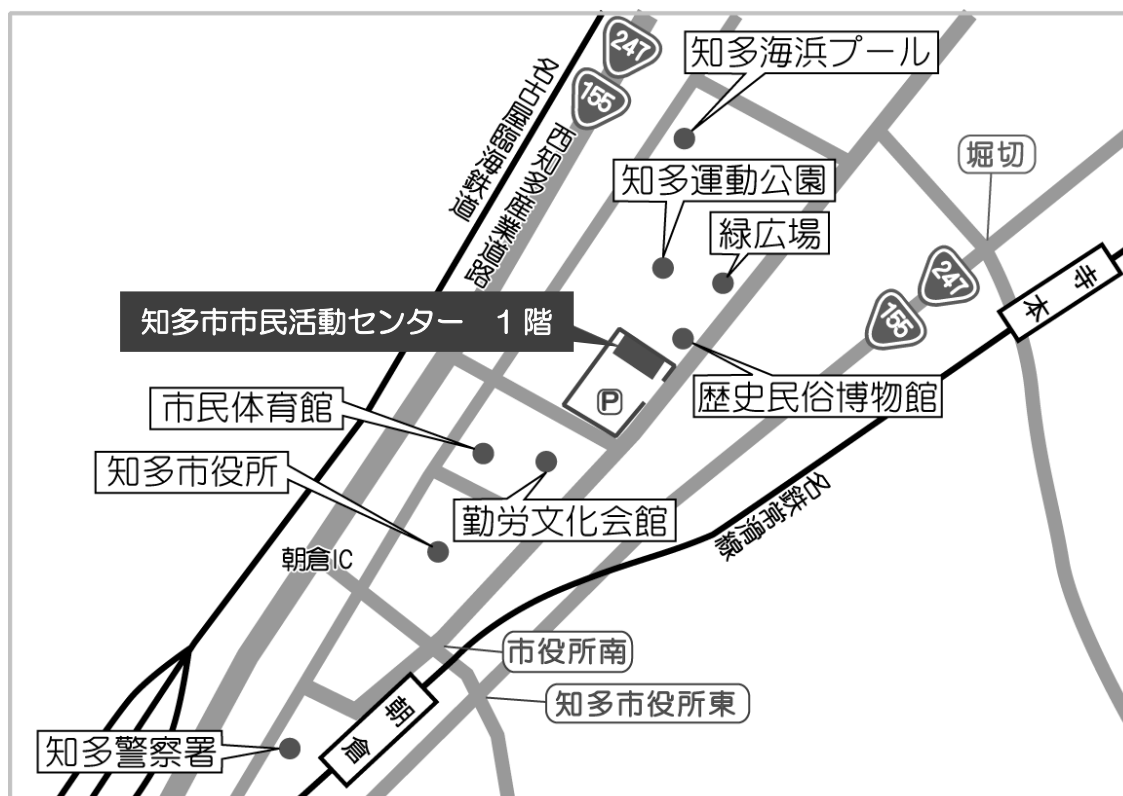 247
知多海浜プール
名古屋臨海鉄道
155
西知多産業道路
堀切
知多運動公園
緑広場
247
寺本
知多市市民活動センター　1階
155
P
歴史民俗博物館
市民体育館
知多市役所
勤労文化会館
名鉄常滑線
朝倉IC
市役所南
知多市役所東
朝倉
知多警察署